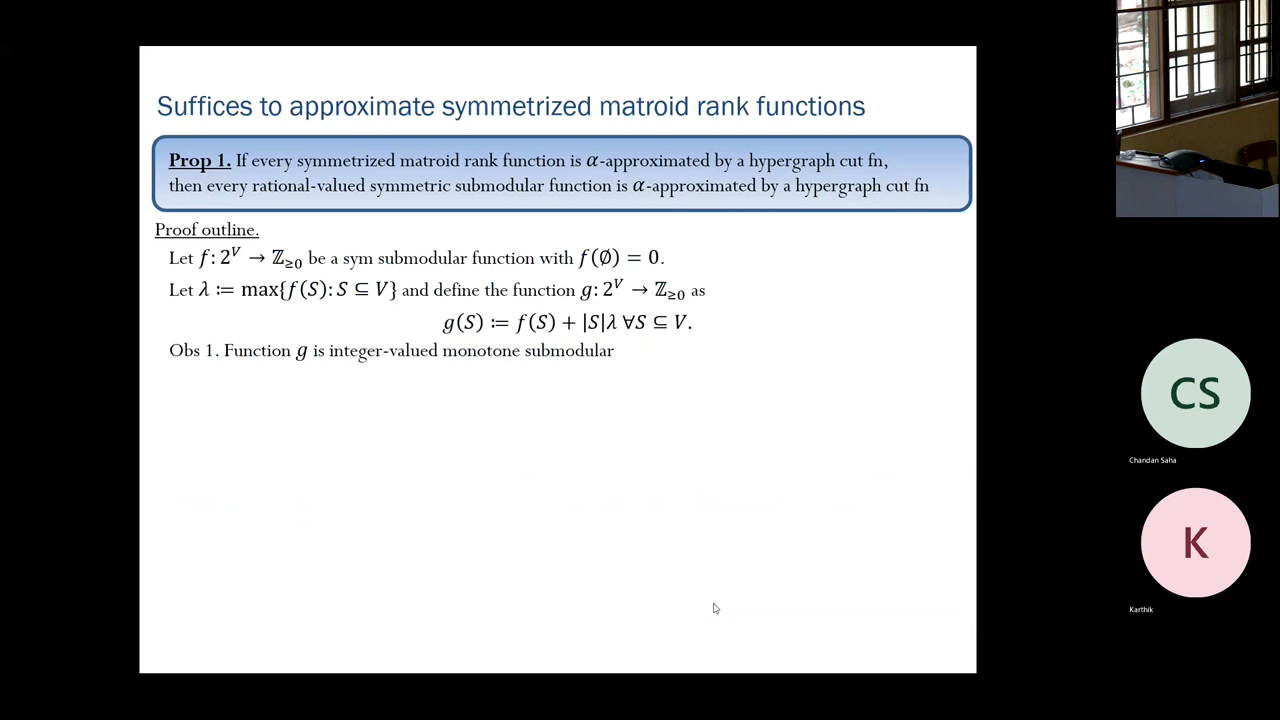 Suffices to approximate symmetrized matroid rank functions
Prop 1. If every symmetrized matroid rank function is α-approximated by a hypergraph cut fn,
then every rational-valued symmetric submodular function is α-approximated by a hypergraph cut fn
Proof outline.
Let f: 2^V → ℤ≥0 be a sym submodular function with f(∅) = 0.
Let λ ≔ max{f(S): S ⊆ V} and define the function g: 2^V → ℤ≥0 as
g(S) ≔ f(S) + |S|λ ∀S ⊆ V.
Obs 1. Function g is integer-valued monotone submodular
CS
Chandan Saha
K
Karthik